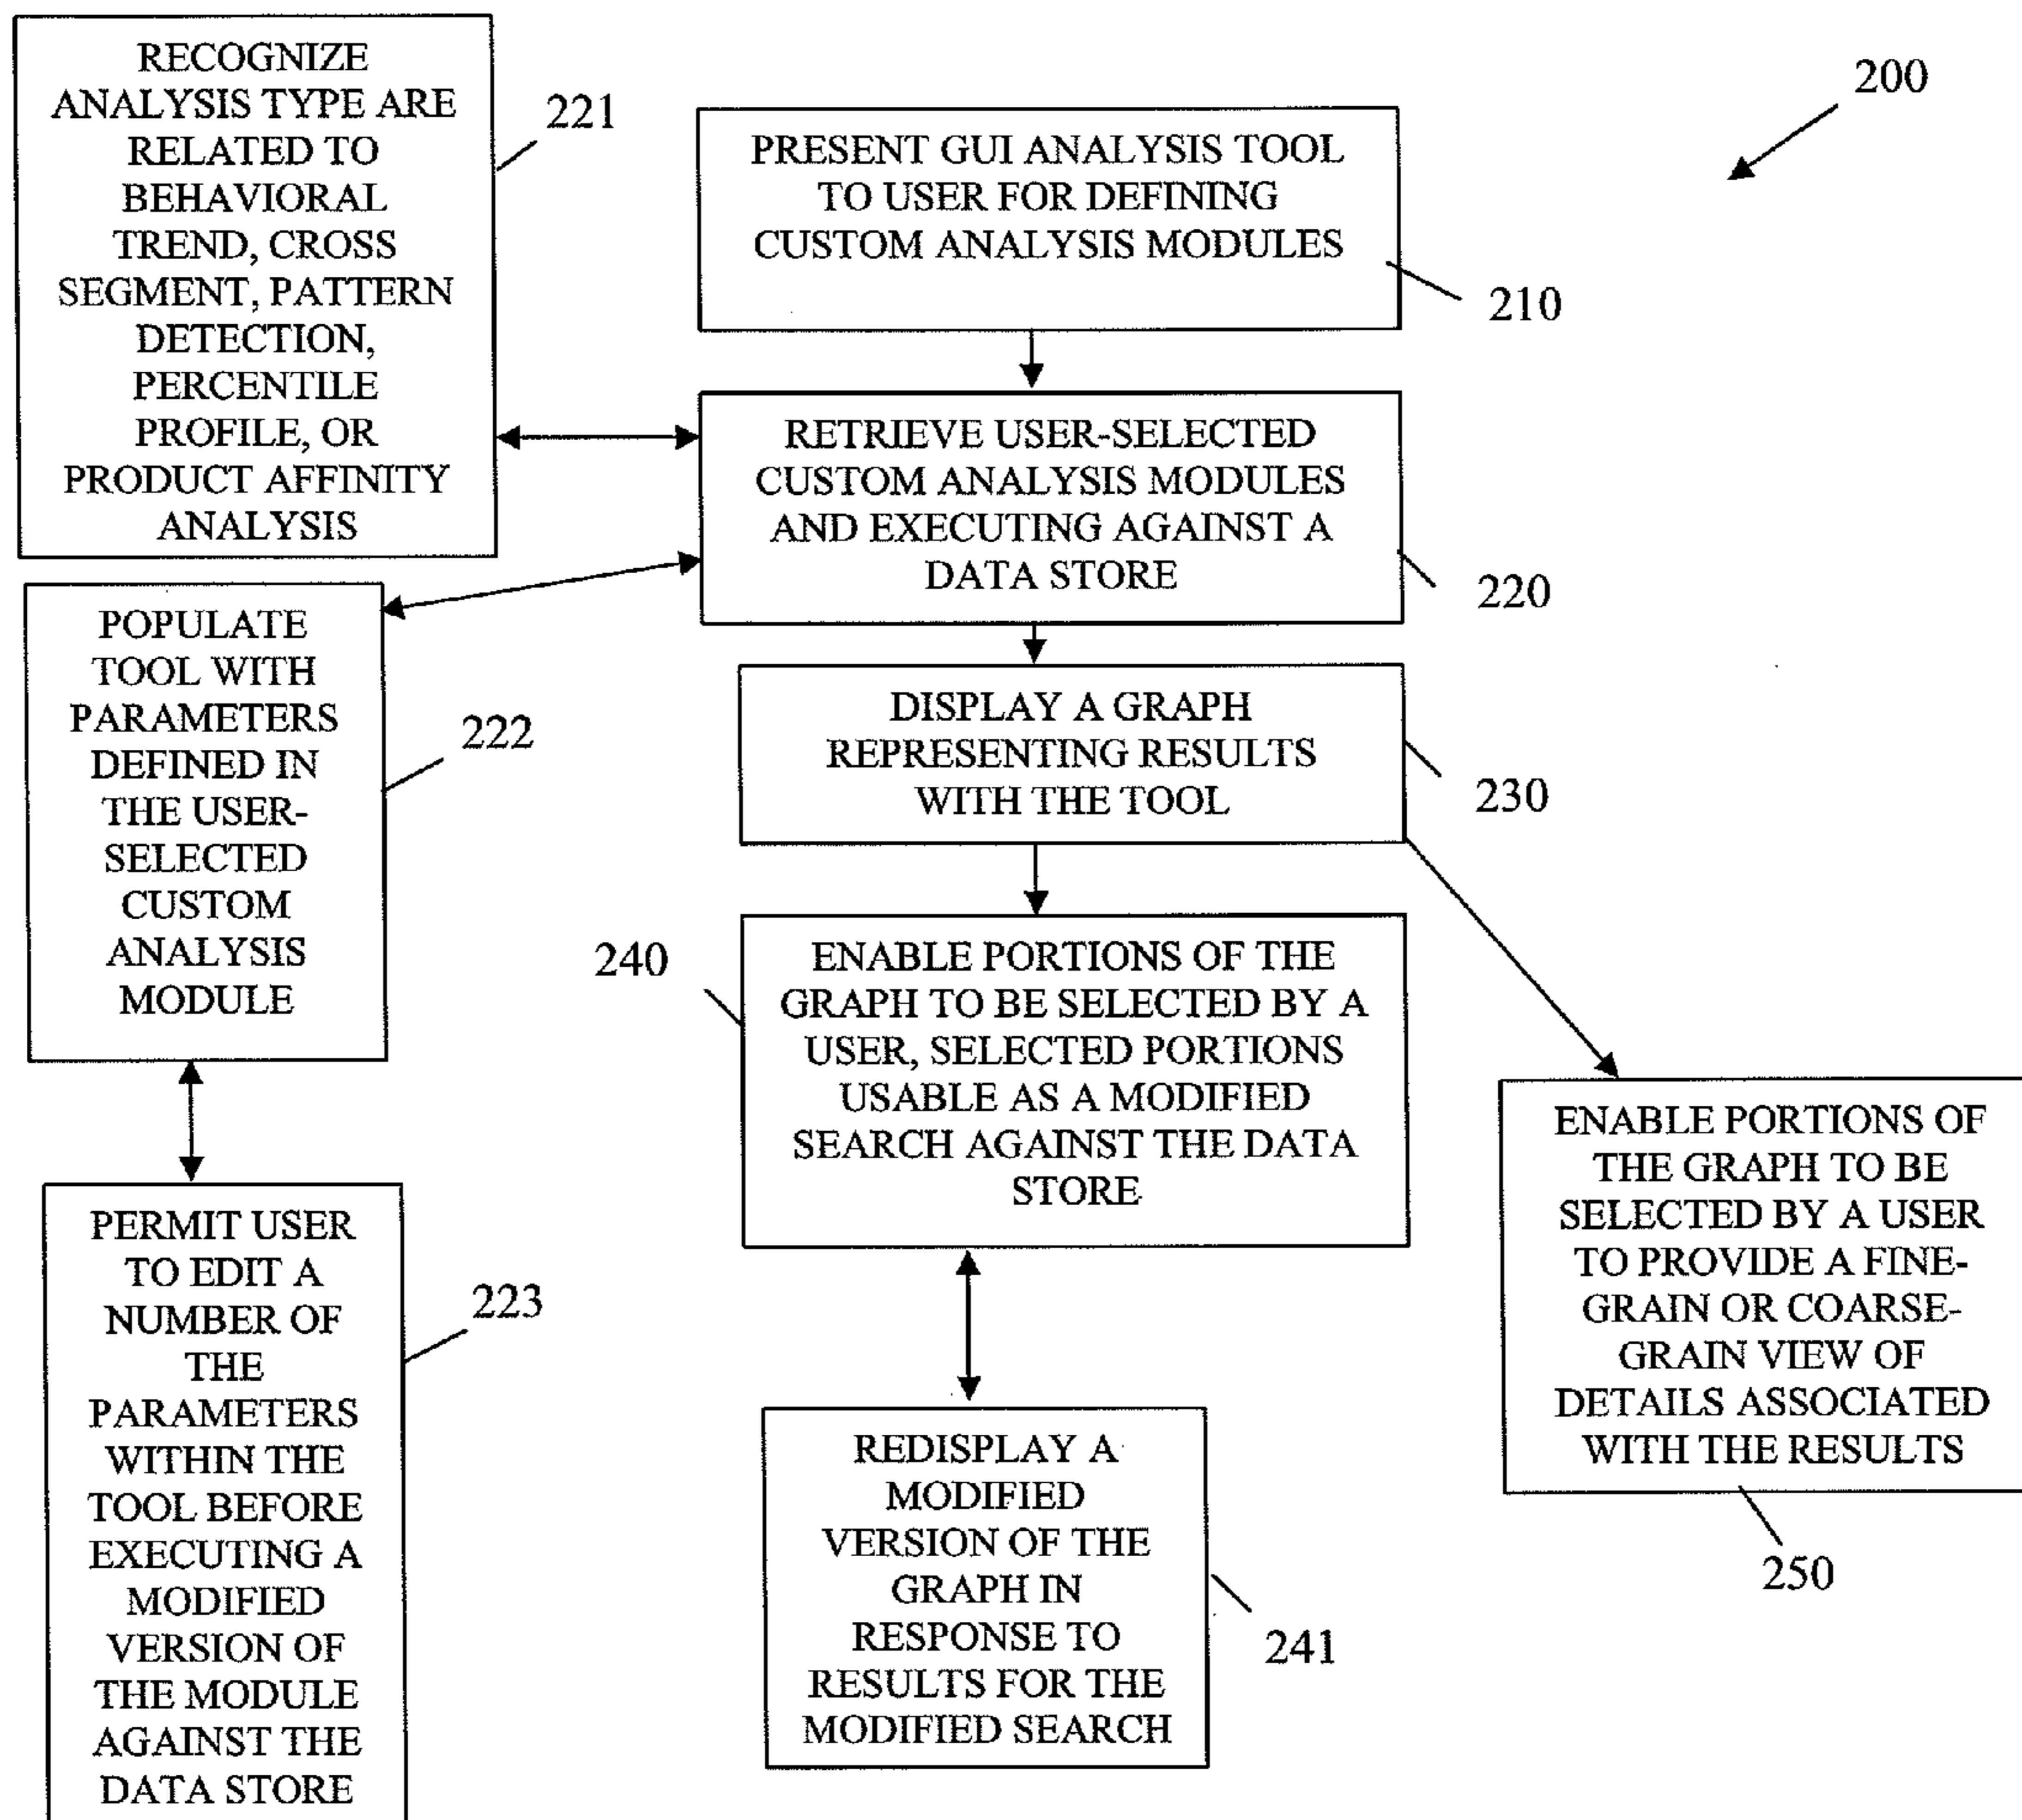 200
RECOGNIZE
ANALYSIS TYPE ARE
RELATED TO
BEHAVIORAL
TREND, CROSS
SEGMENT, PATTERN
DETECTION,
PERCENTILE
PROFILE, OR
PRODUCT AFFINITY
ANALYSIS
221
PRESENT GUI ANALYSIS TOOL
TO USER FOR DEFINING
CUSTOM ANALYSIS MODULES
210
RETRIEVE USER-SELECTED
CUSTOM ANALYSIS MODULES
AND EXECUTING AGAINST A
DATA STORE
220
POPULATE
TOOL WITH
PARAMETERS
DEFINED IN
THE USER-
SELECTED
CUSTOM
ANALYSIS
MODULE
222
DISPLAY A GRAPH
REPRESENTING RESULTS
WITH THE TOOL
230
240
ENABLE PORTIONS OF THE
GRAPH TO BE SELECTED BY A
USER, SELECTED PORTIONS
USABLE AS A MODIFIED
SEARCH AGAINST THE DATA
STORE
ENABLE PORTIONS OF
THE GRAPH TO BE
SELECTED BY A USER
TO PROVIDE A FINE-
GRAIN OR COARSE-
GRAIN VIEW OF
DETAILS ASSOCIATED
WITH THE RESULTS
250
PERMIT USER
TO EDIT A
NUMBER OF
THE
PARAMETERS
WITHIN THE
TOOL BEFORE
EXECUTING A
MODIFIED
VERSION OF
THE MODULE
AGAINST THE
DATA STORE
223
REDISPLAY A
MODIFIED
VERSION OF THE
GRAPH IN
RESPONSE TO
RESULTS FOR THE
MODIFIED SEARCH
241